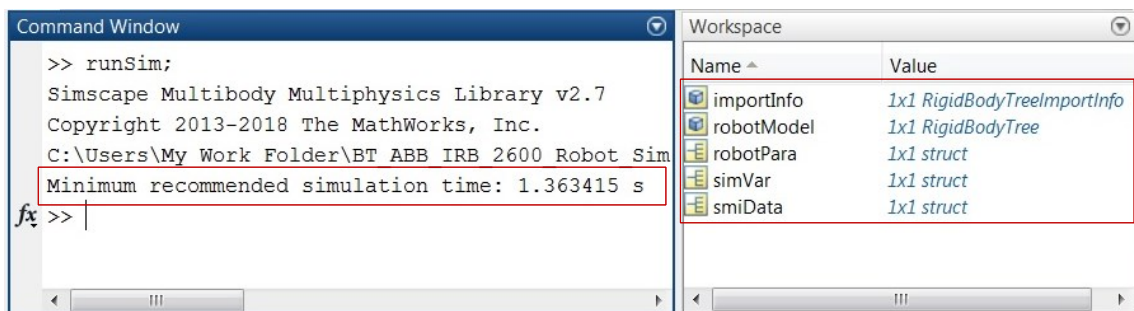 Command Window
>> runSim;
Simscape Multibody Multiphysics Library v2.7
Copyright 2013-2018 The MathWorks, Inc.
C:\Users\My Work Folder\BT ABB IRB 2600 Robot Sim
Minimum recommended simulation time: 1.363415 s
fx >>
Workspace
Name Value
importInfo 1x1 RigidBodyTreeImportInfo
robotModel 1x1 RigidBodyTree
robotPara 1x1 struct
simVar 1x1 struct
smiData 1x1 struct